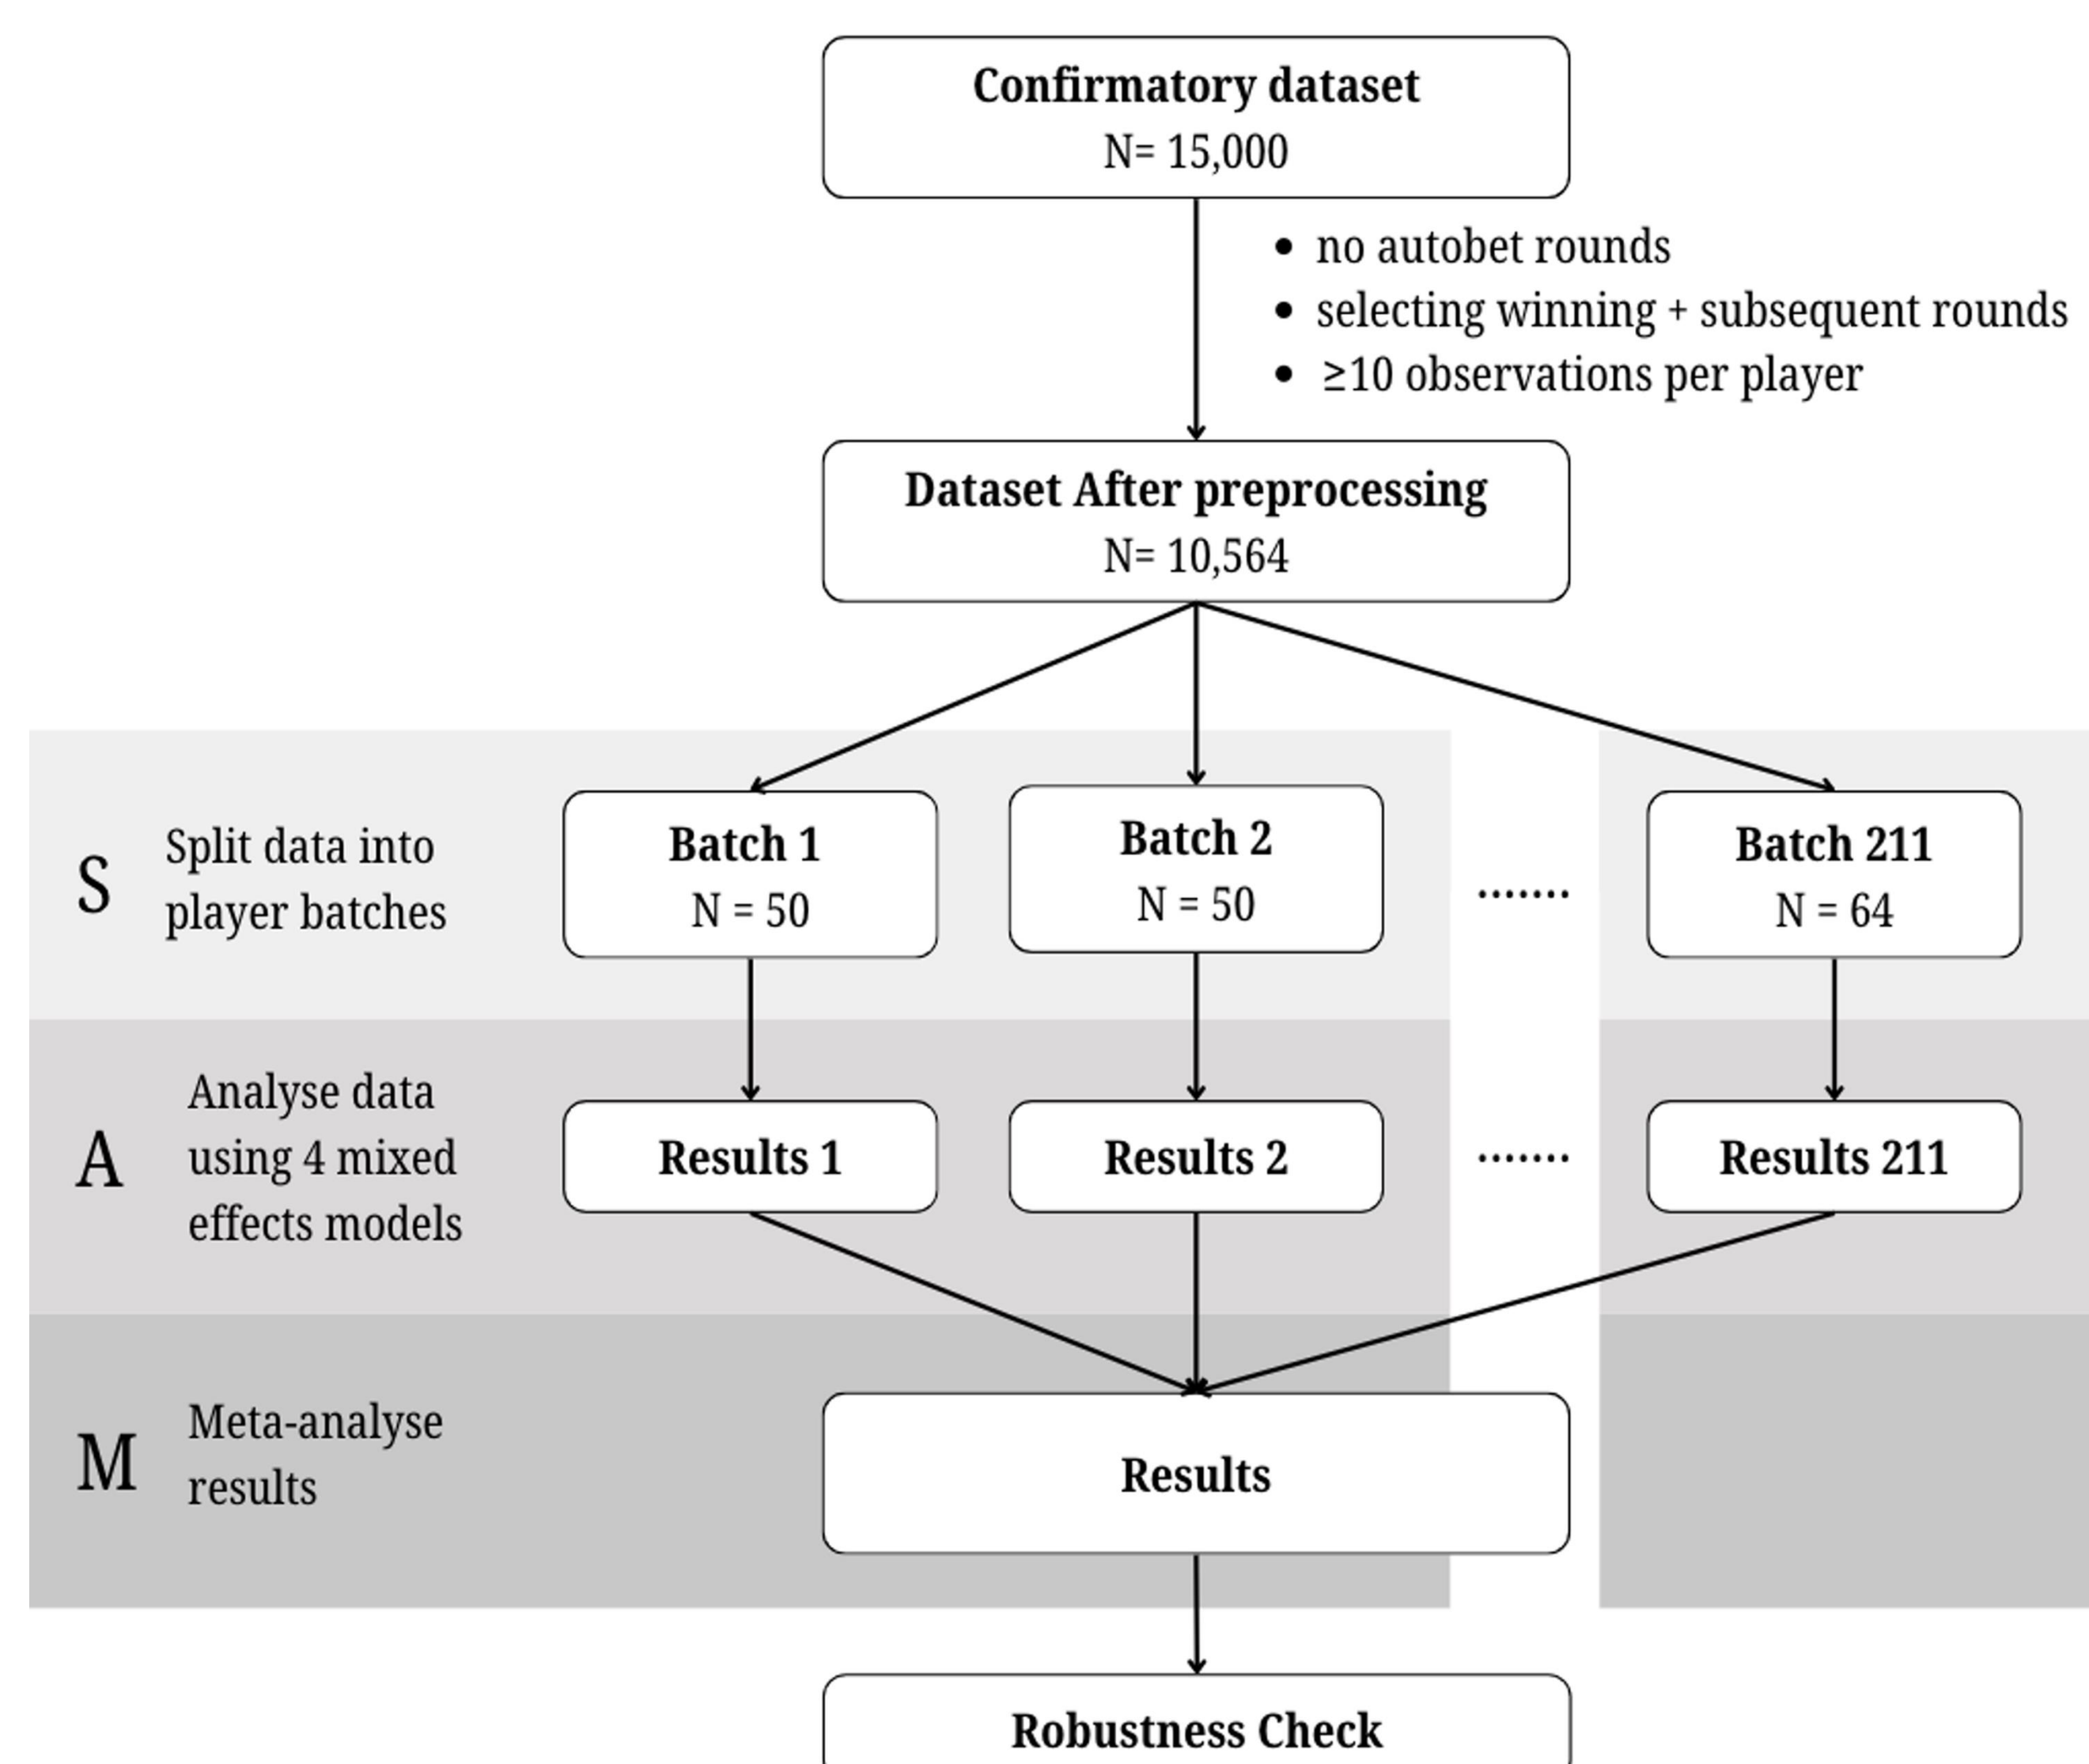 Confirmatory dataset
N= 15,000
• no autobet rounds
• selecting winning + subsequent rounds
• ≥10 observations per player
Dataset After preprocessing
N= 10,564
S
Split data into
player batches
Batch 1
N = 50
Batch 2
N = 50
.......
Batch 211
N = 64
A
Analyse data
using 4 mixed
effects models
Results 1
Results 2
.......
Results 211
M
Meta-analyse
results
Results
Robustness Check